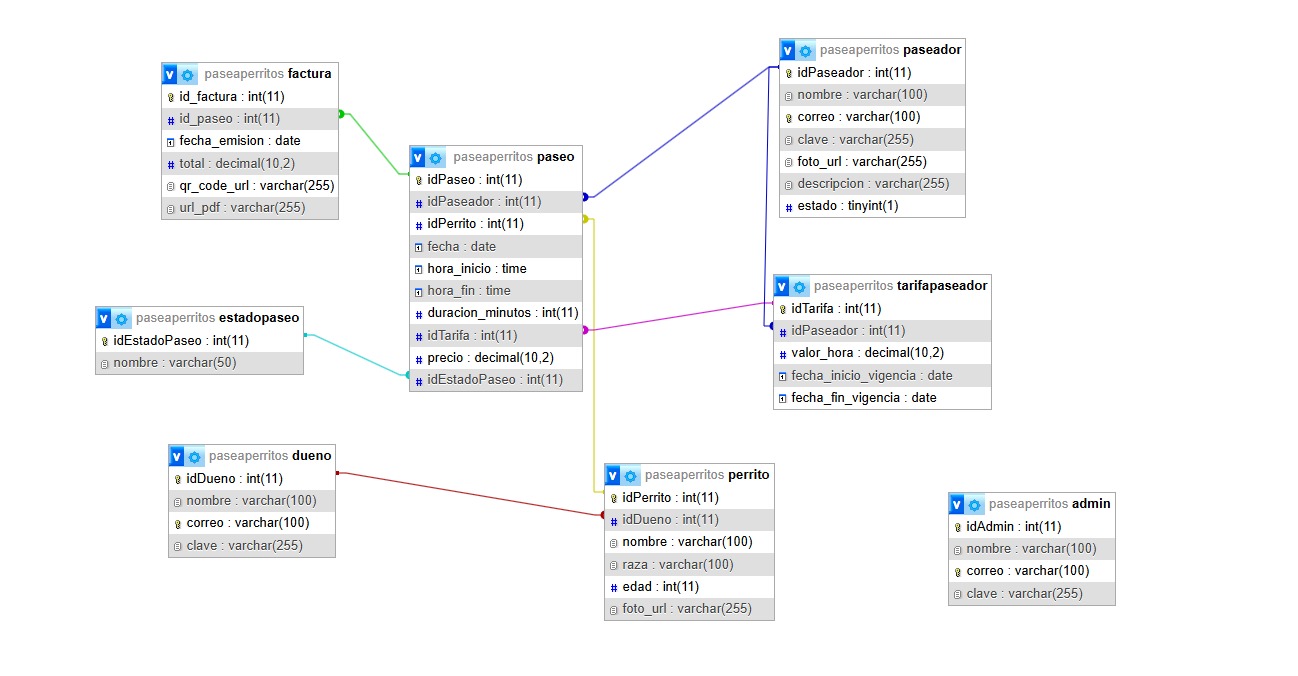 paseaperritos factura
id_factura : int(11)
id_paseo : int(11)
fecha_emision : date
total : decimal(10,2)
qr_code_url : varchar(255)
url_pdf : varchar(255)
paseaperritos paseo
idPaseo : int(11)
idPaseador : int(11)
idPerrito : int(11)
fecha : date
hora_inicio : time
hora_fin : time
duracion_minutos : int(11)
idTarifa : int(11)
precio : decimal(10,2)
idEstadoPaseo : int(11)
paseaperritos paseador
idPaseador : int(11)
nombre : varchar(100)
correo : varchar(100)
clave : varchar(255)
foto_url : varchar(255)
descripcion : varchar(255)
estado : tinyint(1)
paseaperritos tarifapaseador
idTarifa : int(11)
idPaseador : int(11)
valor_hora : decimal(10,2)
fecha_inicio_vigencia : date
fecha_fin_vigencia : date
paseaperritos estadopaseo
idEstadoPaseo : int(11)
nombre : varchar(50)
paseaperritos dueno
idDueno : int(11)
nombre : varchar(100)
correo : varchar(100)
clave : varchar(255)
paseaperritos perrito
idPerrito : int(11)
idDueno : int(11)
nombre : varchar(100)
raza : varchar(100)
edad : int(11)
foto_url : varchar(255)
paseaperritos admin
idAdmin : int(11)
nombre : varchar(100)
correo : varchar(100)
clave : varchar(255)